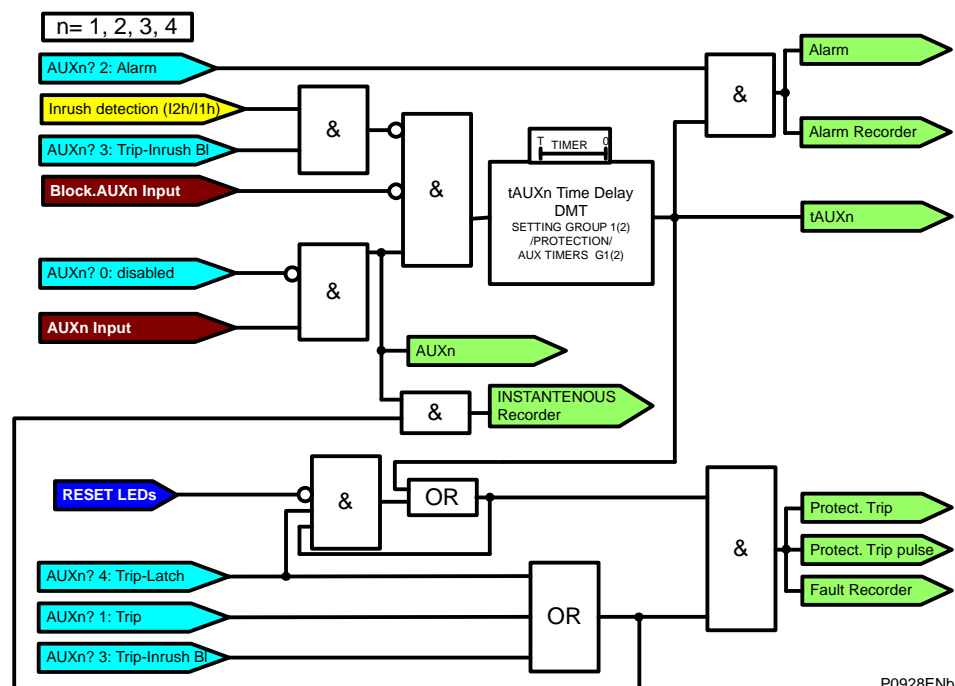 n= 1, 2, 3, 4
AUXn? 2: Alarm
Alarm
&
Inrush detection (I2h/I1h)
&
Alarm Recorder
T TIMER 0
AUXn? 3: Trip-Inrush Bl
Block.AUXn Input
&
tAUXn Time Delay
DMT
SETTING GROUP 1(2)
/PROTECTION/
AUX TIMERS G1(2)
tAUXn
AUXn? 0: disabled
&
AUXn Input
AUXn
&
INSTANTENOUS
Recorder
RESET LEDs
&
OR
Protect. Trip
&
Protect. Trip pulse
AUXn? 4: Trip-Latch
Fault Recorder
AUXn? 1: Trip
OR
AUXn? 3: Trip-Inrush Bl
P0928ENb